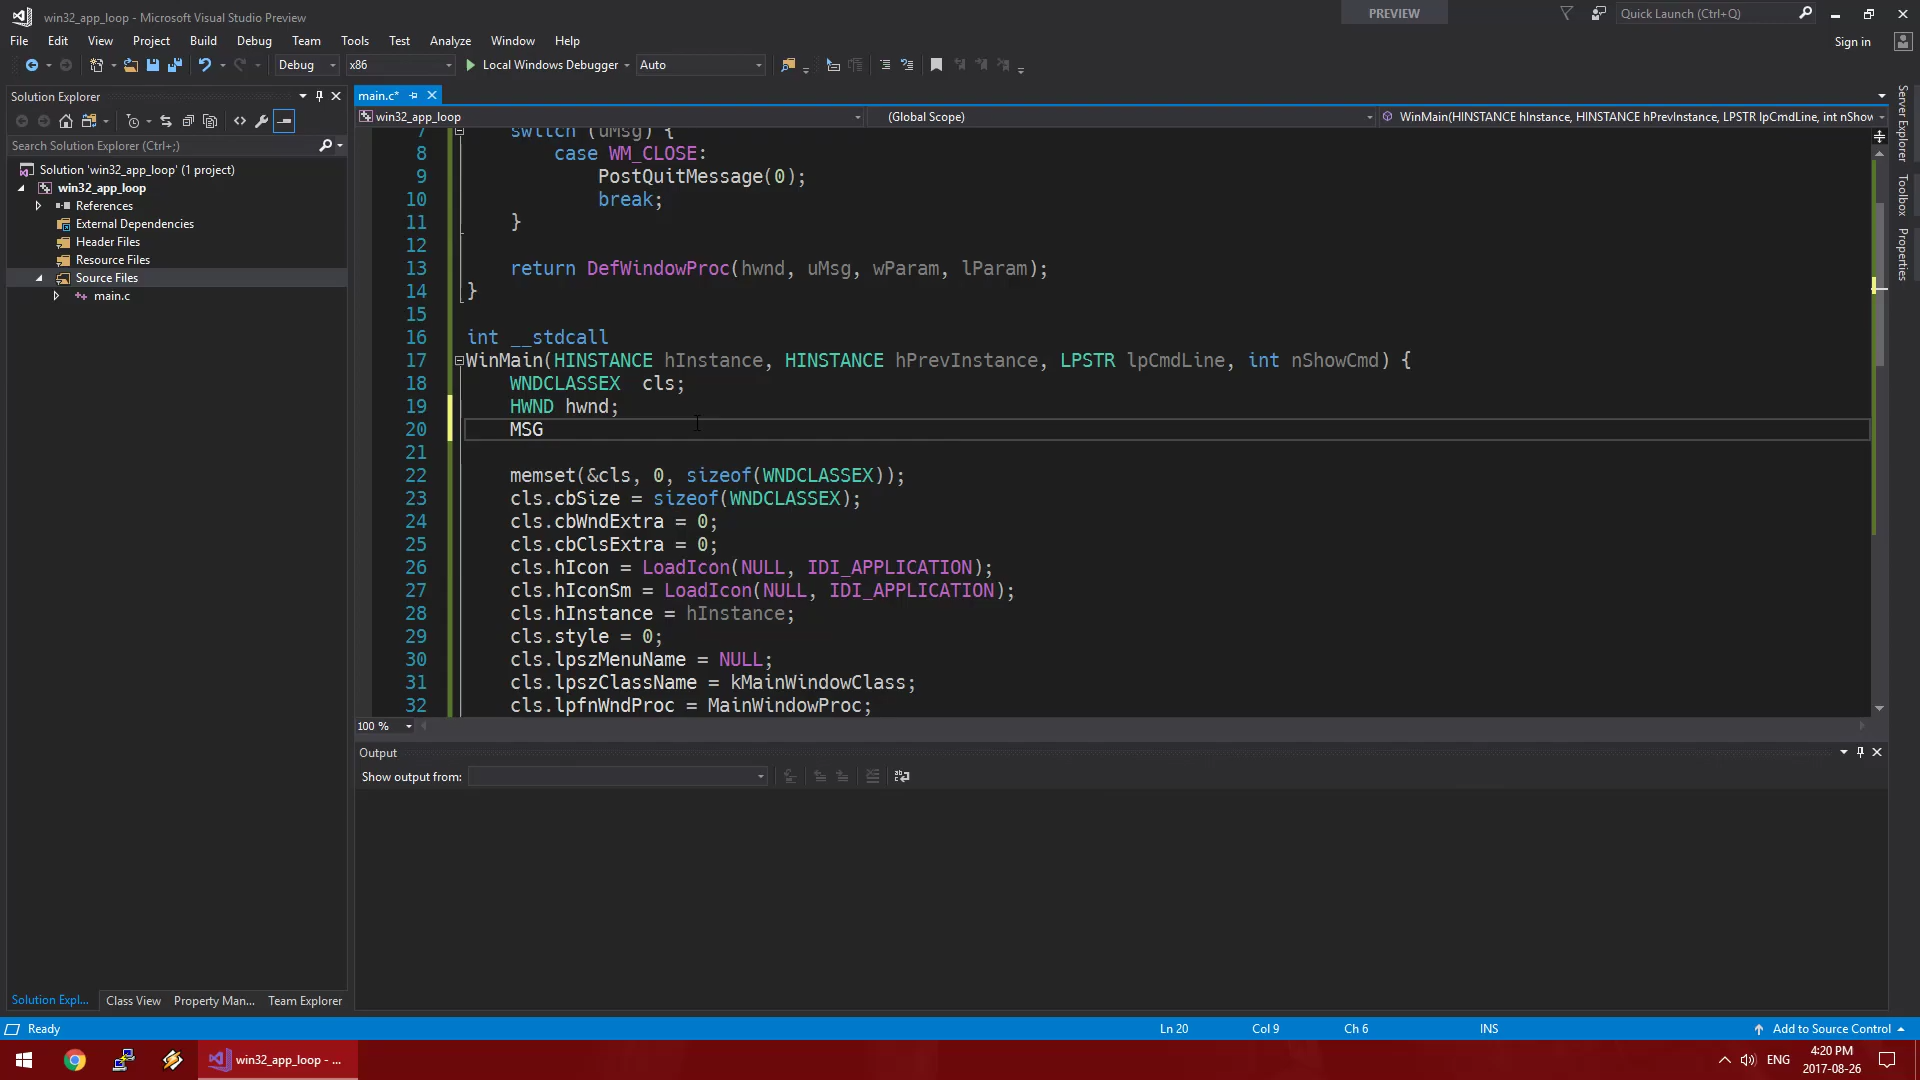 win32_app_loop - Microsoft Visual Studio Preview
PREVIEW
Quick Launch (Ctrl+Q)
File Edit View Project Build Debug Team Tools Test Analyze Window Help
Sign in
Debug x86 Local Windows Debugger Auto
Solution Explorer
Search Solution Explorer (Ctrl+;)
Solution 'win32_app_loop' (1 project)
win32_app_loop
References
External Dependencies
Header Files
Resource Files
Source Files
main.c
main.c*
win32_app_loop
(Global Scope)
WinMain(HINSTANCE hInstance, HINSTANCE hPrevInstance, LPSTR lpCmdLine, int nShow
7 switch (uMsg) {
8 case WM_CLOSE:
9 PostQuitMessage(0);
10 break;
11 }
12
13 return DefWindowProc(hwnd, uMsg, wParam, lParam);
14 }
15
16 int __stdcall
17 WinMain(HINSTANCE hInstance, HINSTANCE hPrevInstance, LPSTR lpCmdLine, int nShowCmd) {
18 WNDCLASSEX cls;
19 HWND hwnd;
20 MSG
21
22 memset(&cls, 0, sizeof(WNDCLASSEX));
23 cls.cbSize = sizeof(WNDCLASSEX);
24 cls.cbWndExtra = 0;
25 cls.cbClsExtra = 0;
26 cls.hIcon = LoadIcon(NULL, IDI_APPLICATION);
27 cls.hIconSm = LoadIcon(NULL, IDI_APPLICATION);
28 cls.hInstance = hInstance;
29 cls.style = 0;
30 cls.lpszMenuName = NULL;
31 cls.lpszClassName = kMainWindowClass;
32 cls.lpfnWndProc = MainWindowProc;
100 %
Output
Show output from:
Server Explorer
Toolbox
Properties
Solution Expl... Class View Property Man... Team Explorer
Ready
Ln 20 Col 9 Ch 6 INS
Add to Source Control
win32_app_loop - ...
ENG
4:20 PM
2017-08-26